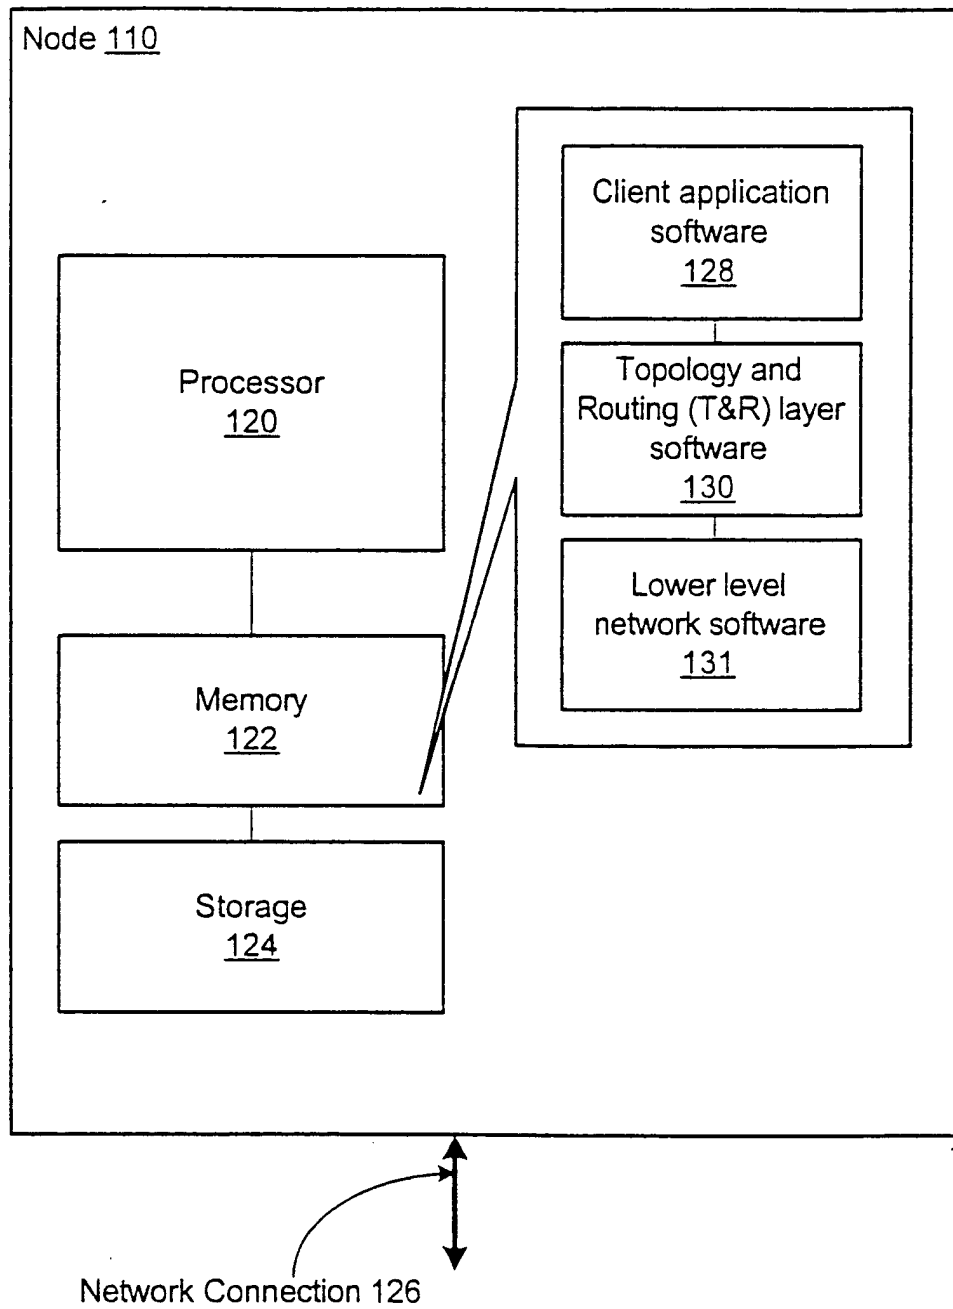 Node 110
Client application
software
128
Topology and
Routing (T&R) layer
software
130
Lower level
network software
131
Processor
120
Memory
122
Storage
124
Network Connection 126